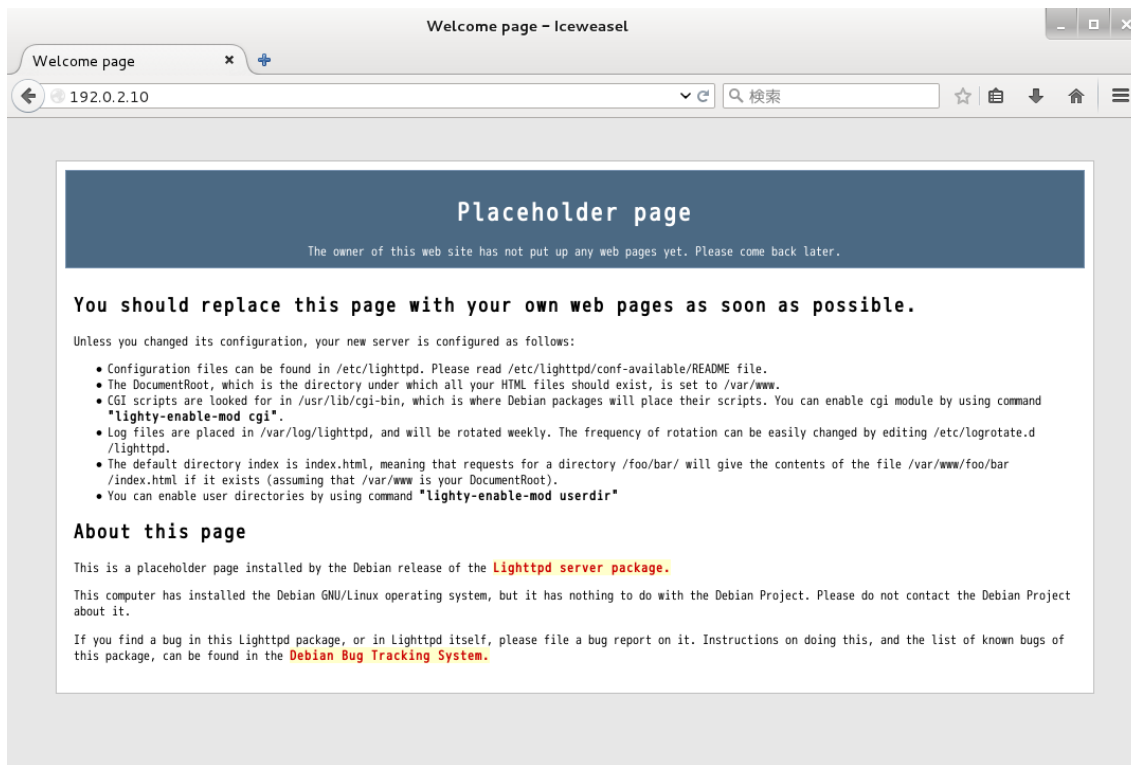 Welcome page - Iceweasel
Welcome page
192.0.2.10
検索
Placeholder page
The owner of this web site has not put up any web pages yet. Please come back later.
You should replace this page with your own web pages as soon as possible.
Unless you changed its configuration, your new server is configured as follows:
Configuration files can be found in /etc/lighttpd. Please read /etc/lighttpd/conf-available/README file.
The DocumentRoot, which is the directory under which all your HTML files should exist, is set to /var/www.
CGI scripts are looked for in /usr/lib/cgi-bin, which is where Debian packages will place their scripts. You can enable cgi module by using command
"lighty-enable-mod cgi".
Log files are placed in /var/log/lighttpd, and will be rotated weekly. The frequency of rotation can be easily changed by editing /etc/logrotate.d
/lighttpd.
The default directory index is index.html, meaning that requests for a directory /foo/bar/ will give the contents of the file /var/www/foo/bar
/index.html if it exists (assuming that /var/www is your DocumentRoot).
You can enable user directories by using command "lighty-enable-mod userdir"
About this page
This is a placeholder page installed by the Debian release of the Lighttpd server package.
This computer has installed the Debian GNU/Linux operating system, but it has nothing to do with the Debian Project. Please do not contact the Debian Project
about it.
If you find a bug in this Lighttpd package, or in Lighttpd itself, please file a bug report on it. Instructions on doing this, and the list of known bugs of
this package, can be found in the Debian Bug Tracking System.